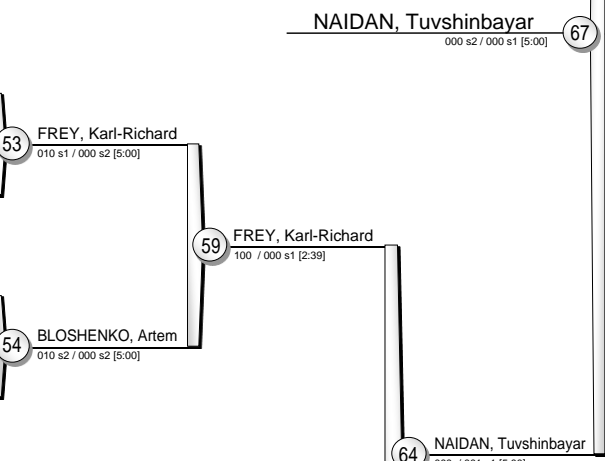 NAIDAN, Tuvshinbayar
000 s2 / 000 s1 [5:00]
67
53
FREY, Karl-Richard
010 s1 / 000 s2 [5:00]
59
FREY, Karl-Richard
100 / 000 s1 [2:39]
54
BLOSHENKO, Artem
010 s2 / 000 s2 [5:00]
64
NAIDAN, Tuvshinbayar